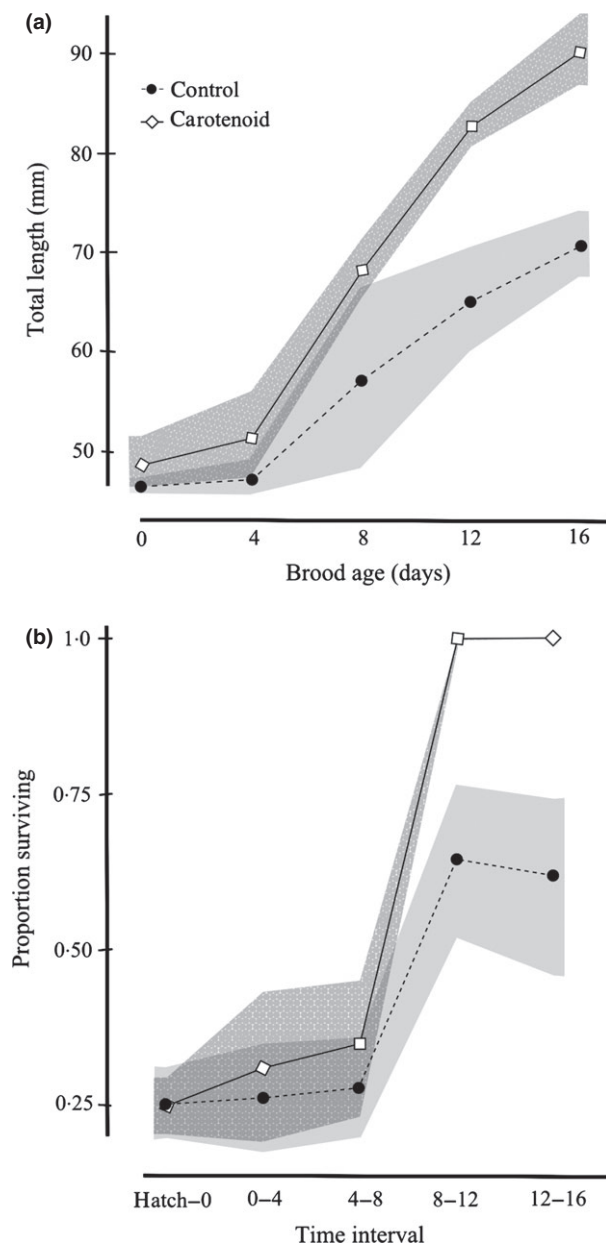 (a)
90
80
70
60
50
Total length (mm)
Control
Carotenoid
0 4 8 12 16
Brood age (days)
(b)
1·0
0·75
0·50
0·25
Proportion surviving
Hatch–0 0–4 4–8 8–12 12–16
Time interval